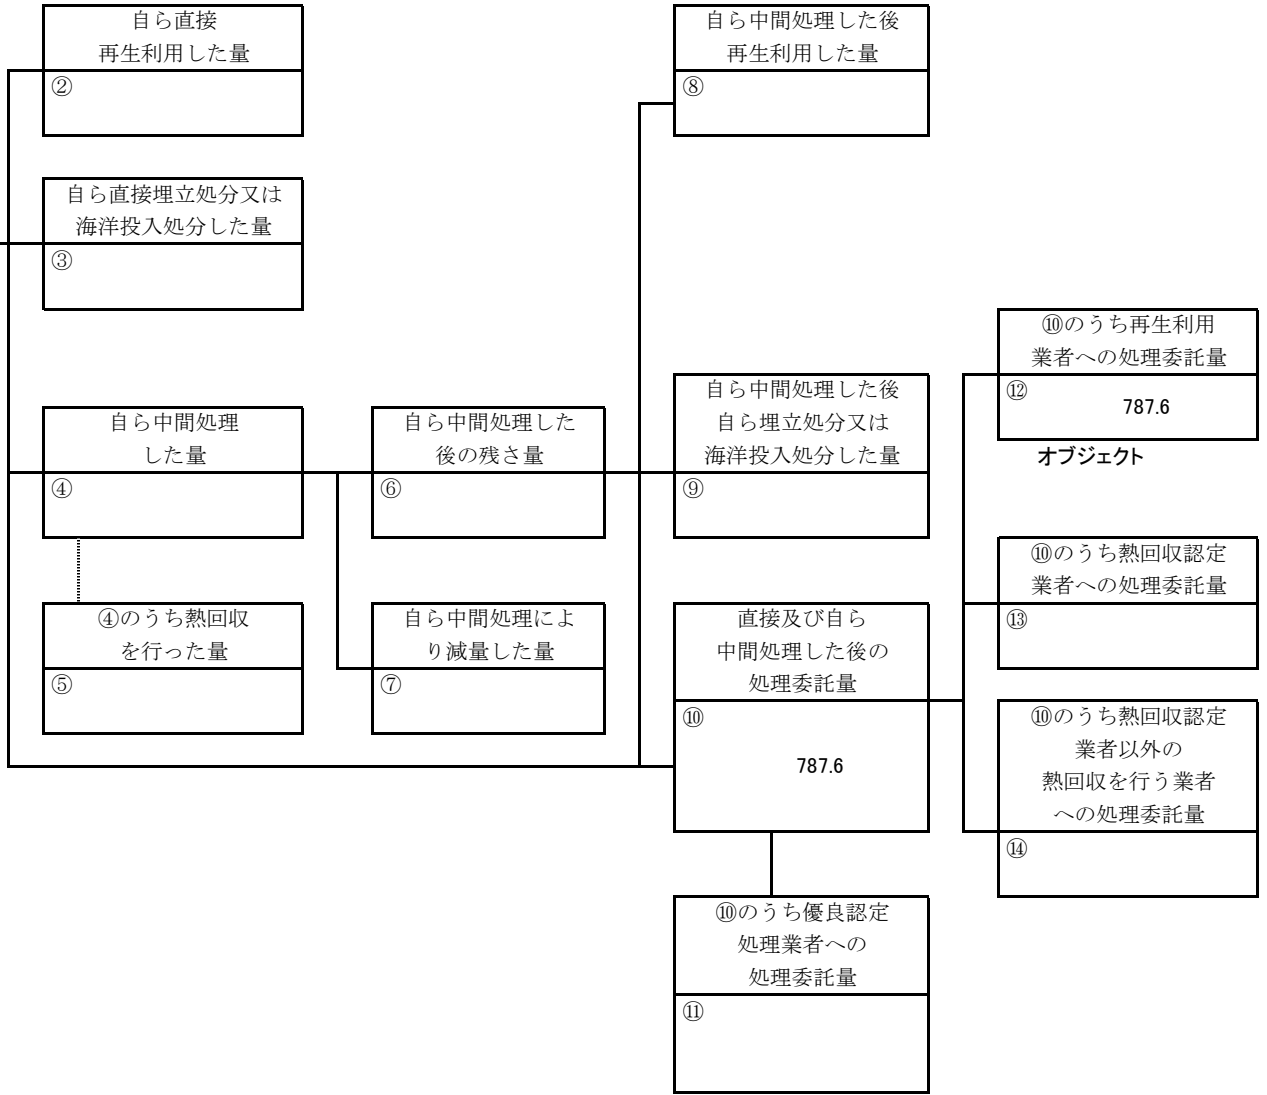 自ら直接
再生利用した量
②
自ら中間処理した後
再生利用した量
⑧
自ら直接埋立処分又は
海洋投入処分した量
③
⑩のうち再生利用
業者への処理委託量
⑫
787.6
オブジェクト
自ら中間処理
した量
④
自ら中間処理した
後の残さ量
⑥
自ら中間処理した後
自ら埋立処分又は
海洋投入処分した量
⑨
⑩のうち熱回収認定
業者への処理委託量
⑬
④のうち熱回収
を行った量
⑤
自ら中間処理によ
り減量した量
⑦
直接及び自ら
中間処理した後の
処理委託量
⑩
787.6
⑩のうち熱回収認定
業者以外の
熱回収を行う業者
への処理委託量
⑭
⑩のうち優良認定
処理業者への
処理委託量
⑪